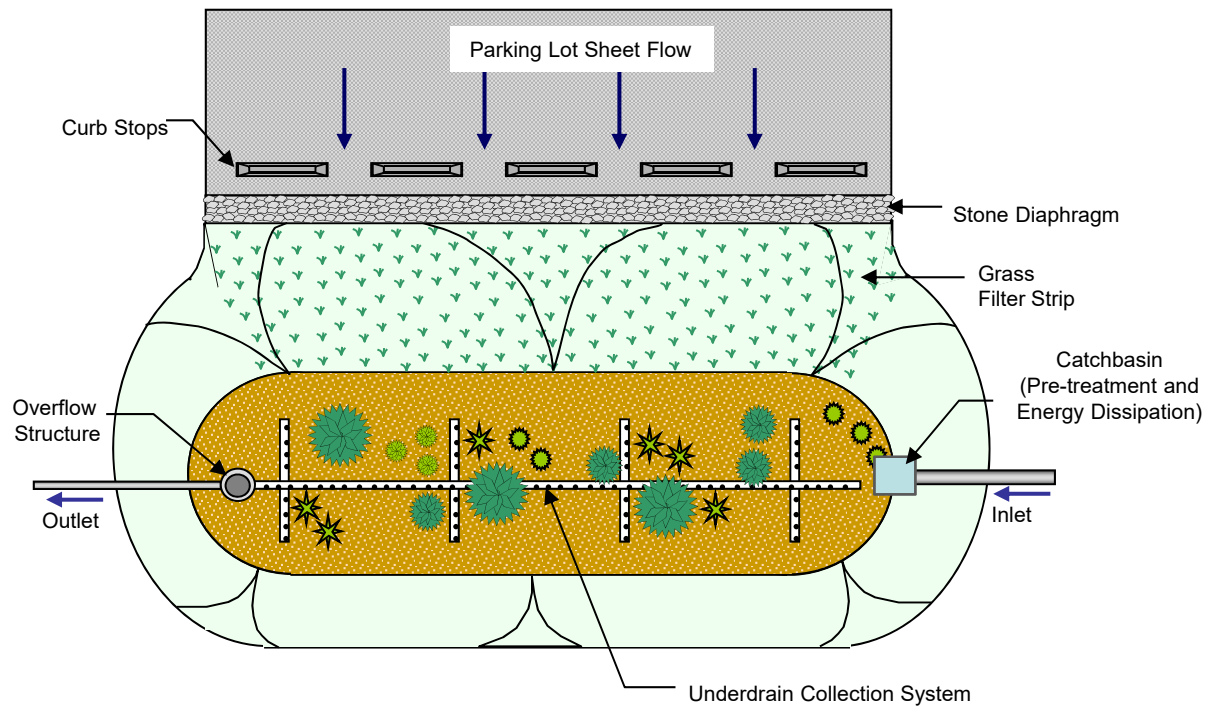 Parking Lot Sheet Flow
Curb Stops
Stone Diaphragm
Grass
Filter Strip
Catchbasin
(Pre-treatment and
Energy Dissipation)
Overflow
Structure
Outlet
Inlet
Underdrain Collection System